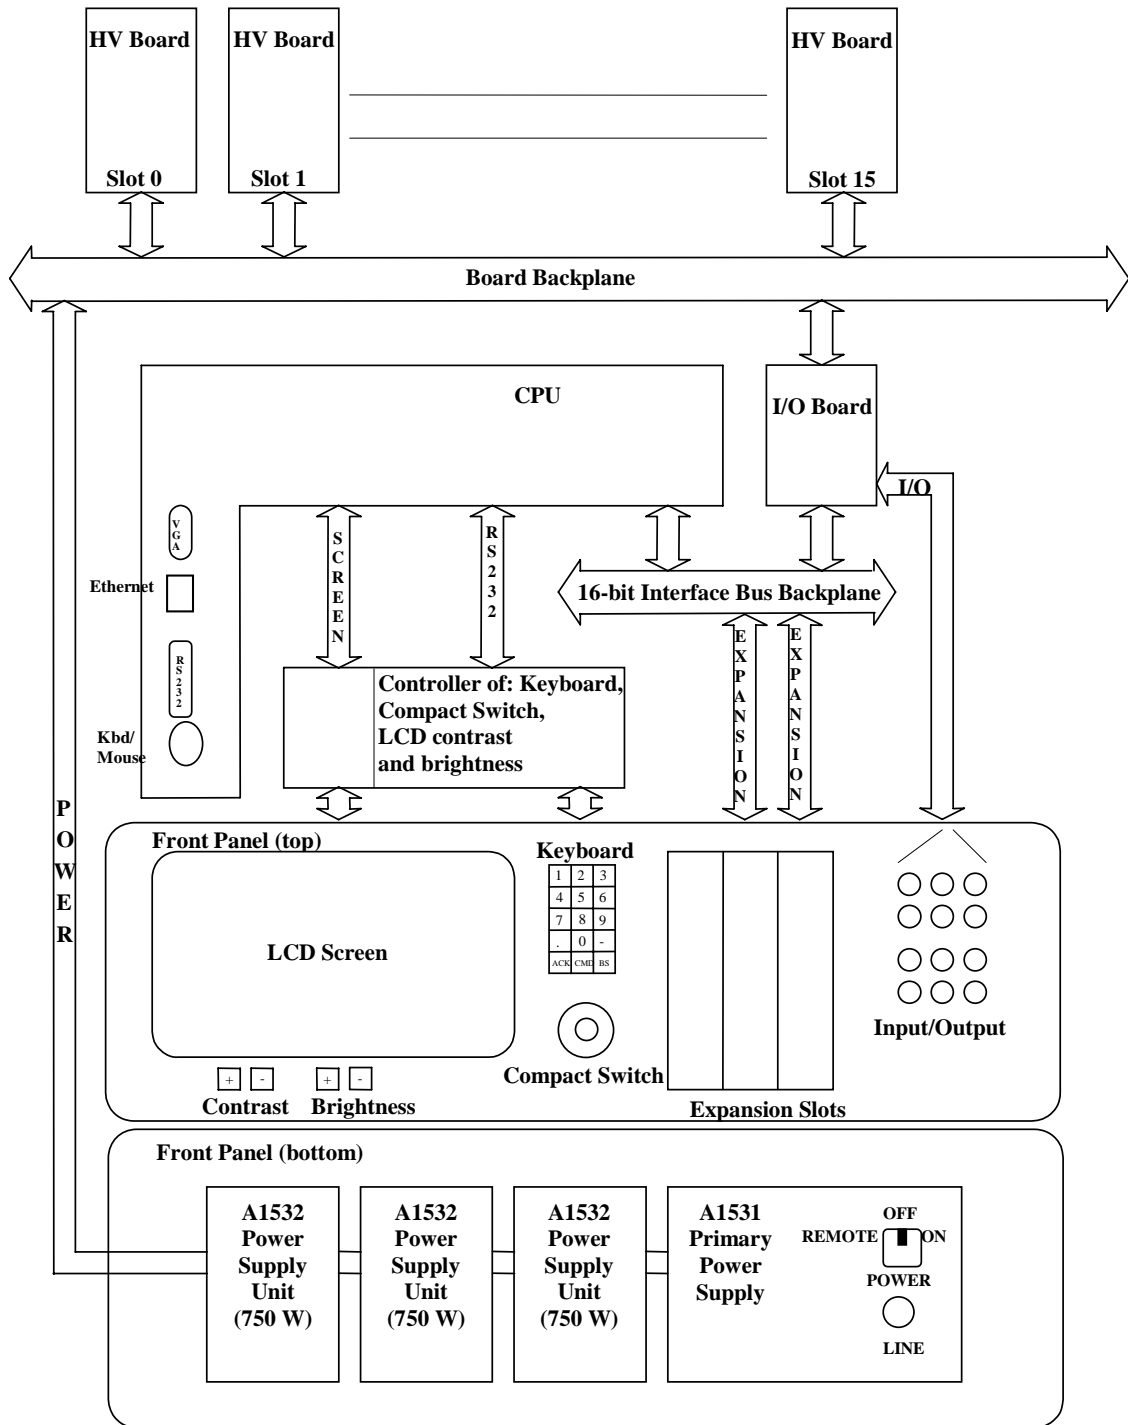 HV Board
HV Board
HV Board
Slot 0
Slot 1
Slot 15
Board Backplane
CPU
I/O Board
I/O
VGA
SCREEN
RS232
Ethernet
16-bit Interface Bus Backplane
RS232
EXPANSION
EXPANSION
Controller of: Keyboard,
Compact Switch,
LCD contrast
and brightness
Kbd/
Mouse
POWER
Front Panel (top)
Keyboard
1 2 3
4 5 6
7 8 9
. 0 -
ACK CMD BS
LCD Screen
Input/Output
Compact Switch
+ - + -
Contrast Brightness
Expansion Slots
Front Panel (bottom)
A1532
Power
Supply
Unit
(750 W)
A1532
Power
Supply
Unit
(750 W)
A1532
Power
Supply
Unit
(750 W)
A1531
Primary
Power
Supply
OFF
REMOTE ON
POWER
LINE